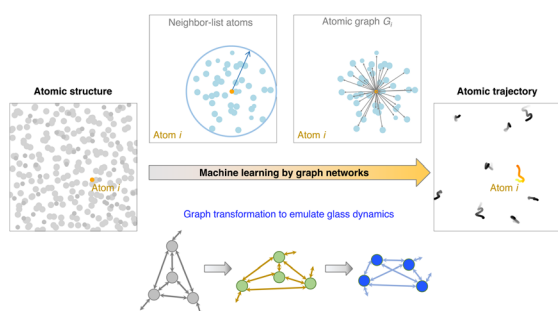 Neighbor-list atoms
Atomic graph Gi
Atomic structure
Atomic trajectory
Atom i
Atom i
Atom i
Atom i
Machine learning by graph networks
Graph transformation to emulate glass dynamics